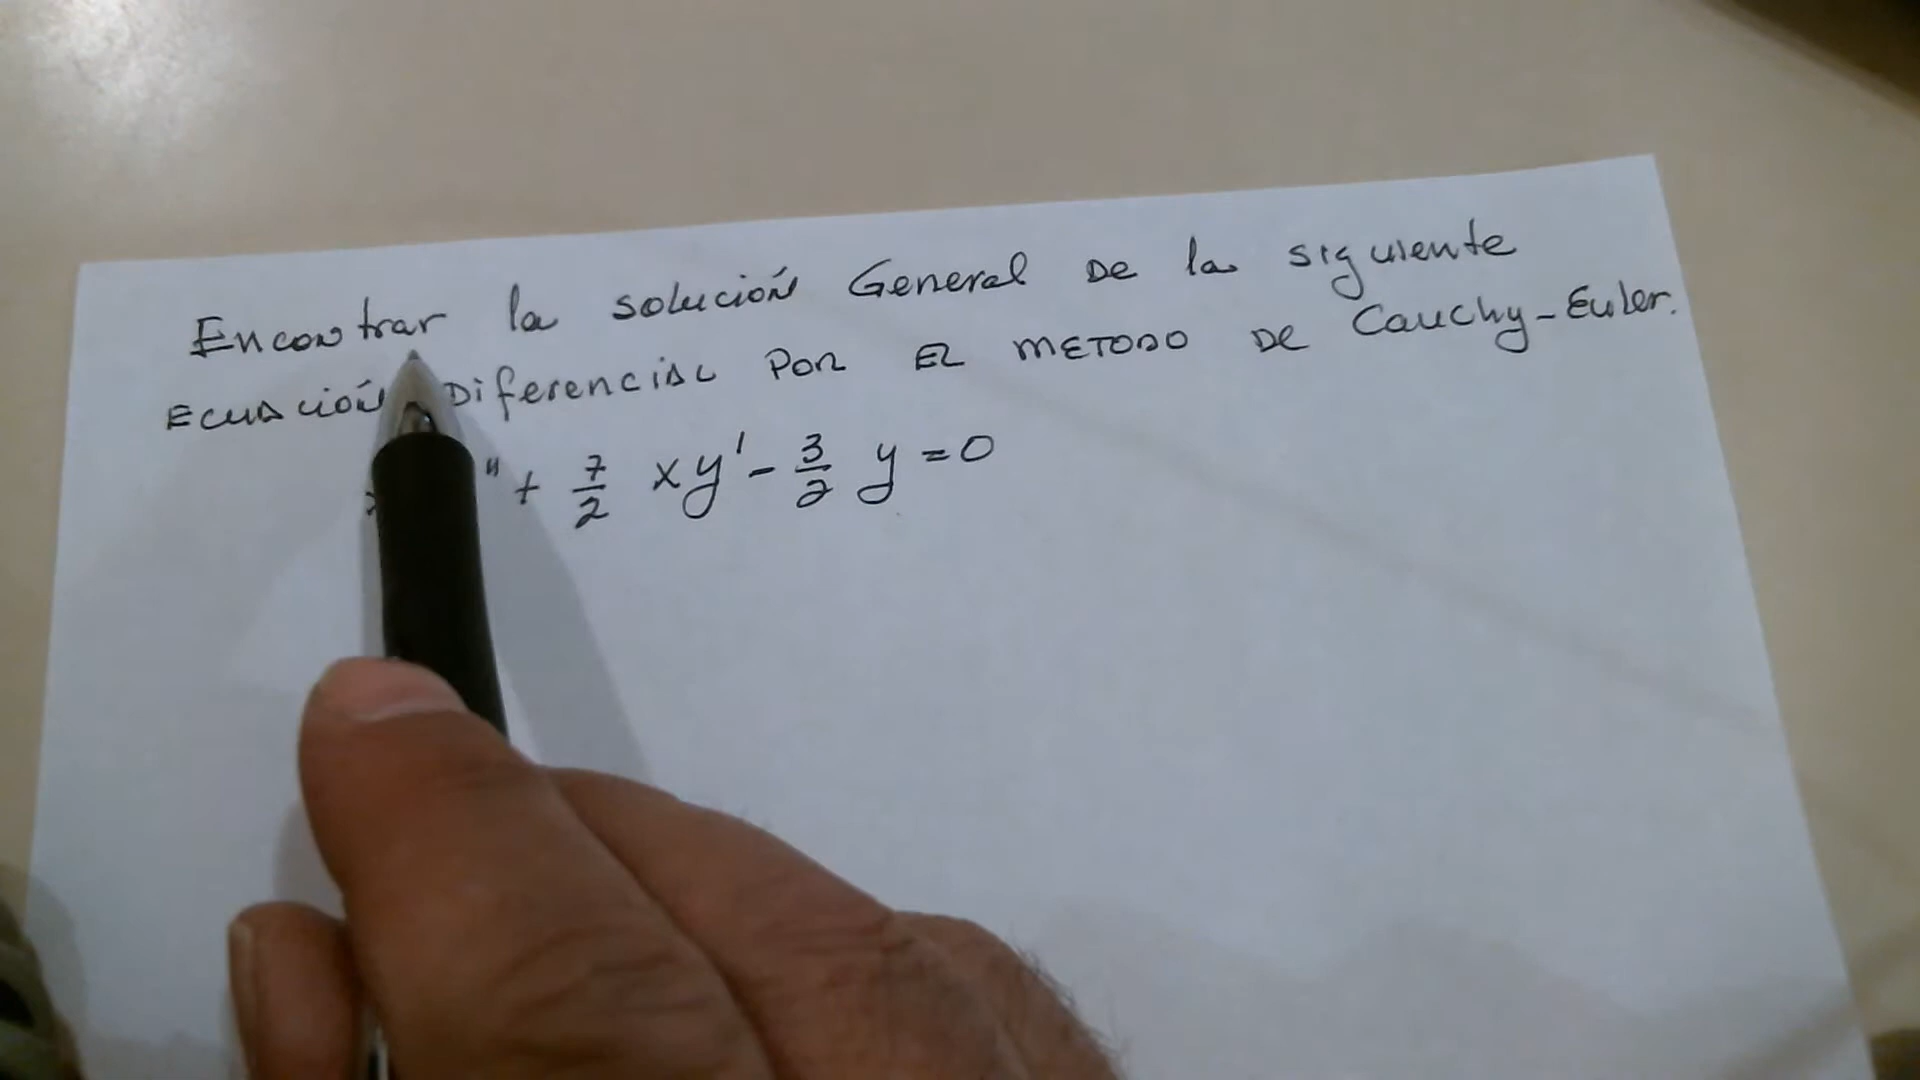 Encontrar la solución General De la siguiente
Ecuación Diferencial Por El metodo De Cauchy-Euler.
" + 7/2 xy' - 3/2 y = 0